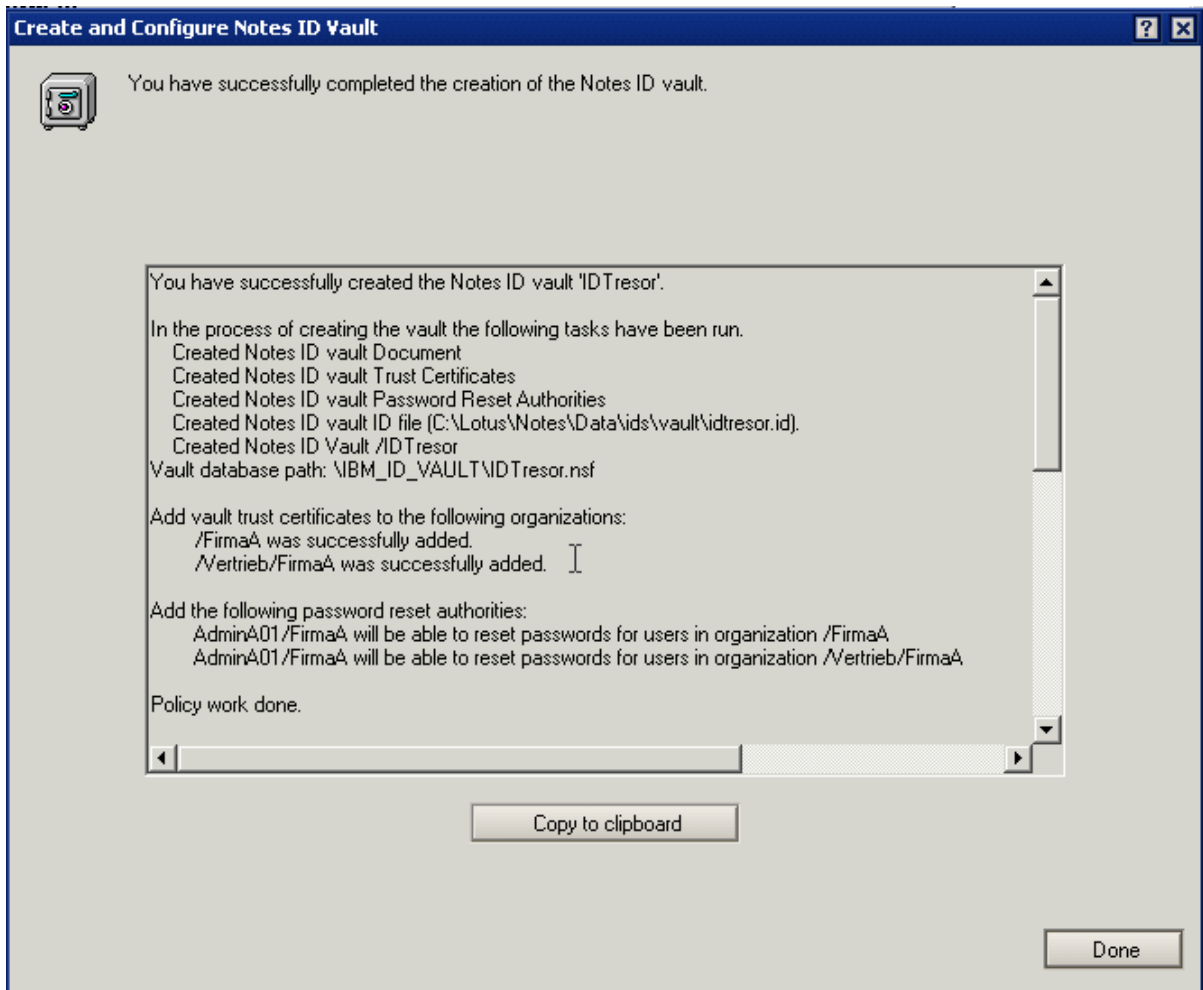 Create and Configure Notes ID Vault
You have successfully completed the creation of the Notes ID vault.
You have successfully created the Notes ID vault 'IDTresor'.
In the process of creating the vault the following tasks have been run.
Created Notes ID vault Document
Created Notes ID vault Trust Certificates
Created Notes ID vault Password Reset Authorities
Created Notes ID vault ID file (C:\Lotus\Notes\Data\ids\vault\idtresor.id).
Created Notes ID Vault /IDTresor
Vault database path: \IBM_ID_VAULT\IDTresor.nsf
Add vault trust certificates to the following organizations:
/FirmaA was successfully added.
/Vertrieb/FirmaA was successfully added.
Add the following password reset authorities:
AdminA01/FirmaA will be able to reset passwords for users in organization /FirmaA
AdminA01/FirmaA will be able to reset passwords for users in organization /Vertrieb/FirmaA
Policy work done.
Copy to clipboard
Done